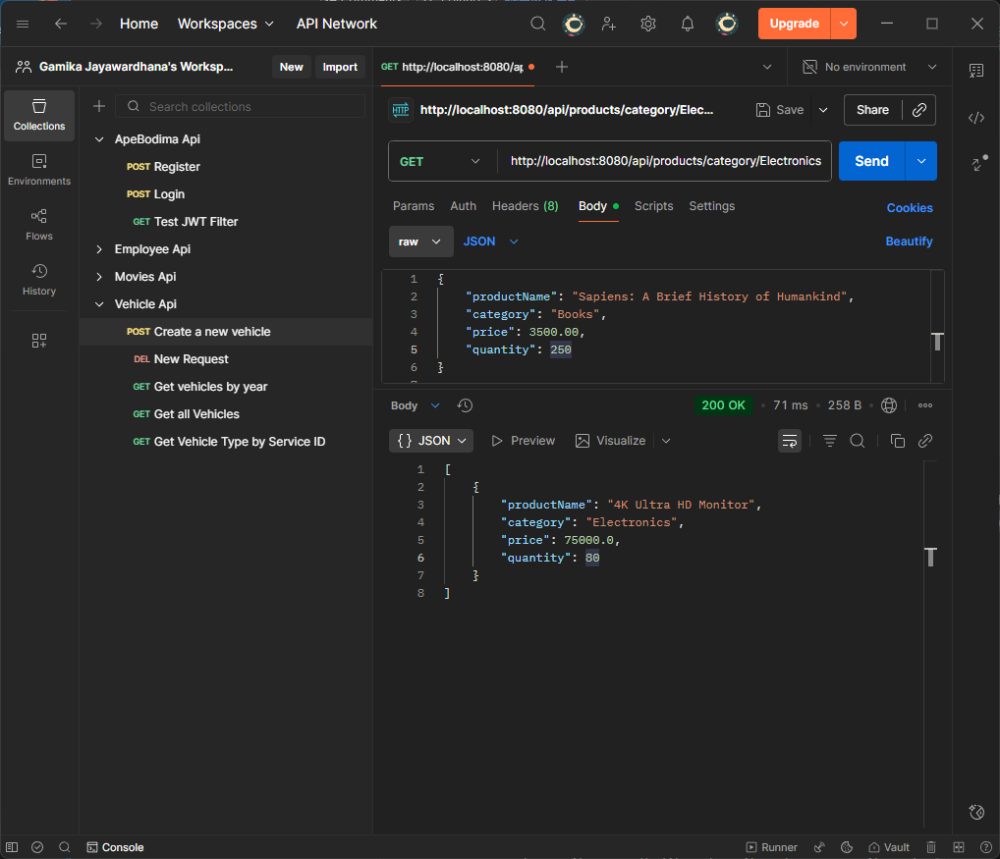 Home
Workspaces
API Network
Upgrade
Gamika Jayawardhana's Worksp...
New
Import
GET http://localhost:8080/ap
No environment
Collections
Environments
Flows
History
Search collections
ApeBodima Api
POST Register
POST Login
GET Test JWT Filter
Employee Api
Movies Api
Vehicle Api
POST Create a new vehicle
DEL New Request
GET Get vehicles by year
GET Get all Vehicles
GET Get Vehicle Type by Service ID
HTTP http://localhost:8080/api/products/category/Elec...
Save
Share
GET
http://localhost:8080/api/products/category/Electronics
Send
Params Auth Headers (8) Body Scripts Settings
Cookies
raw
JSON
Beautify
1 {
2 "productName": "Sapiens: A Brief History of Humankind",
3 "category": "Books",
4 "price": 3500.00,
5 "quantity": 250
6 }
Body
200 OK • 71 ms • 258 B
{} JSON
Preview
Visualize
1 [
2 {
3 "productName": "4K Ultra HD Monitor",
4 "category": "Electronics",
5 "price": 75000.0,
6 "quantity": 80
7 }
8 ]
Console
Runner
Vault